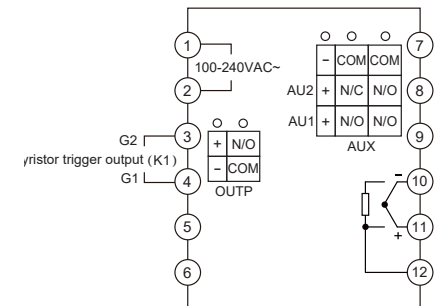 1
100-240VAC~
2
G2
3
yristor trigger output (K1)
G1
4
+ N/O
− COM
OUTP
5
6
− COM COM
AU2 + N/C N/O
AU1 + N/O N/O
AUX
7
8
9
10
−
11
+
12